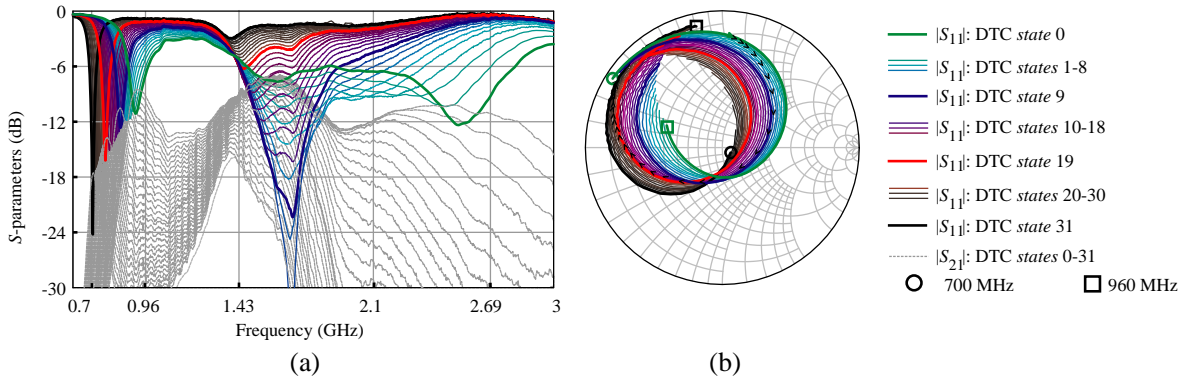 0
-6
-12
-18
-24
-30
S-parameters (dB)
0.7 0.96 1.43 2.1 2.69 3
Frequency (GHz)
(a)
(b)
|S11|: DTC state 0
|S11|: DTC states 1-8
|S11|: DTC state 9
|S11|: DTC states 10-18
|S11|: DTC state 19
|S11|: DTC states 20-30
|S11|: DTC state 31
|S21|: DTC states 0-31
700 MHz 960 MHz